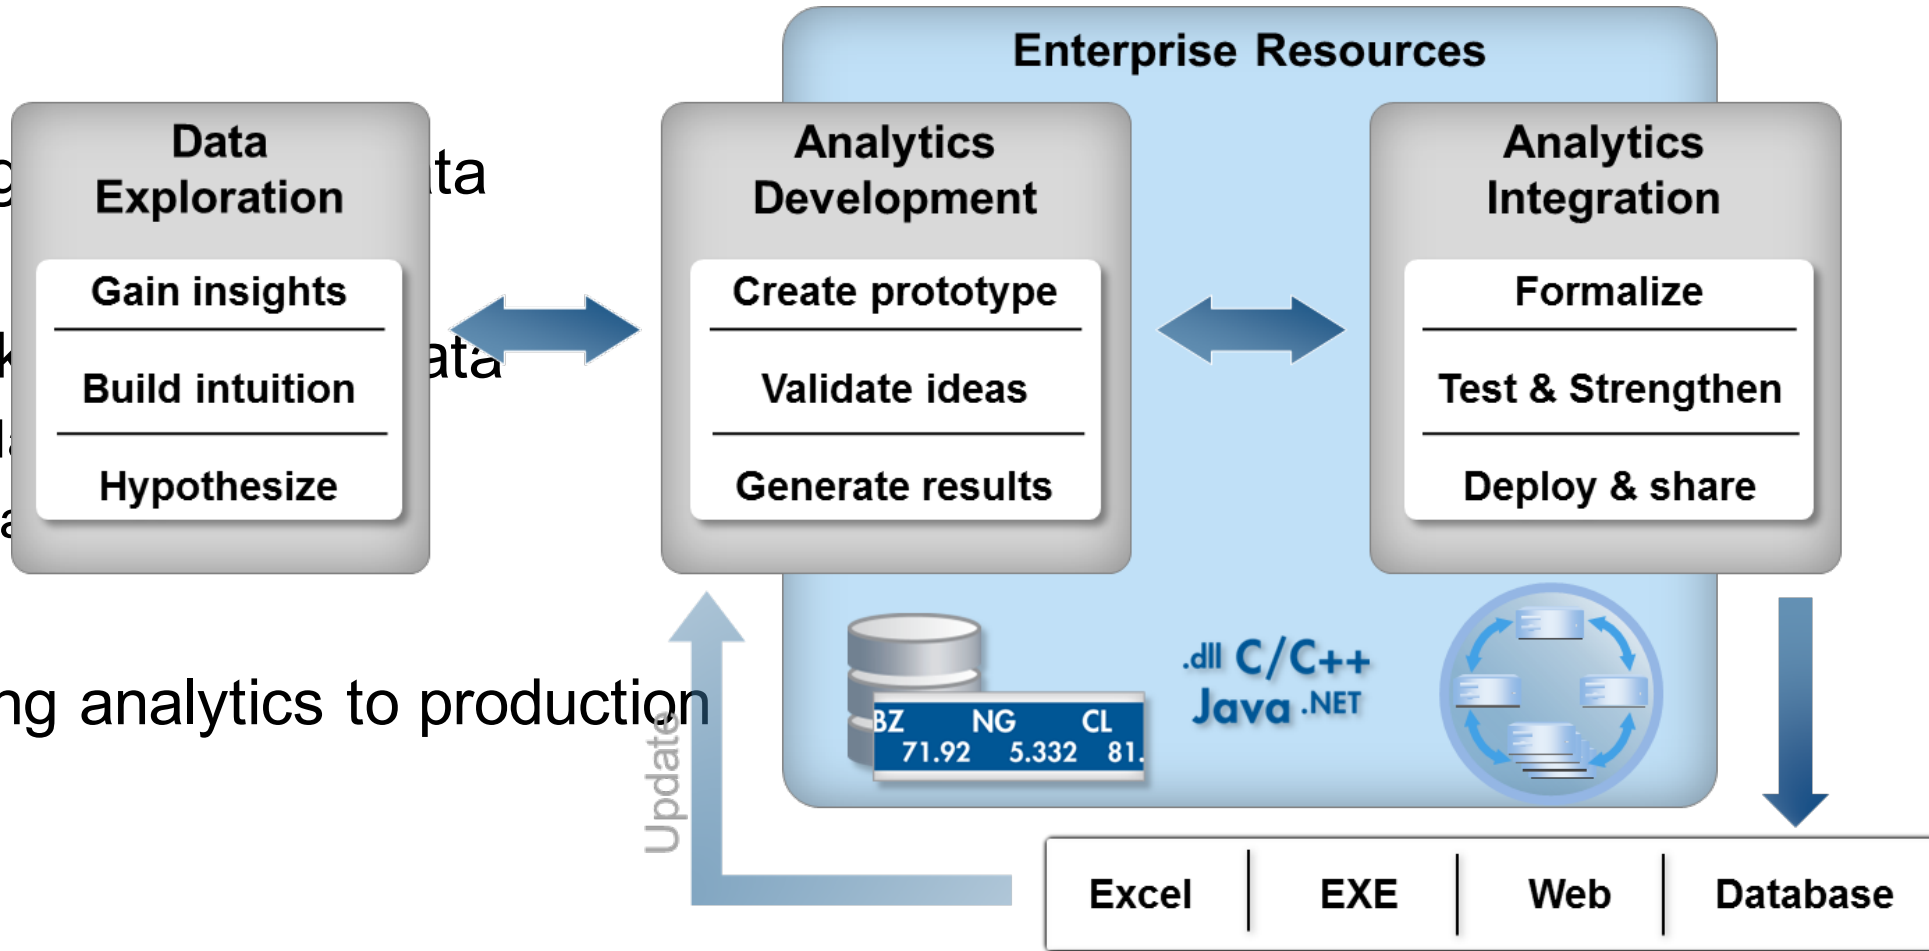 Enterprise Resources
Data
Exploration
Gain insights
Build intuition
Hypothesize
Analytics
Development
Create prototype
Validate ideas
Generate results
Analytics
Integration
Formalize
Test & Strengthen
Deploy & share
ta
ata
ng analytics to production
.dll C/C++
Java .NET
BZ NG CL
71.92 5.332 81.
Update
Excel
EXE
Web
Database